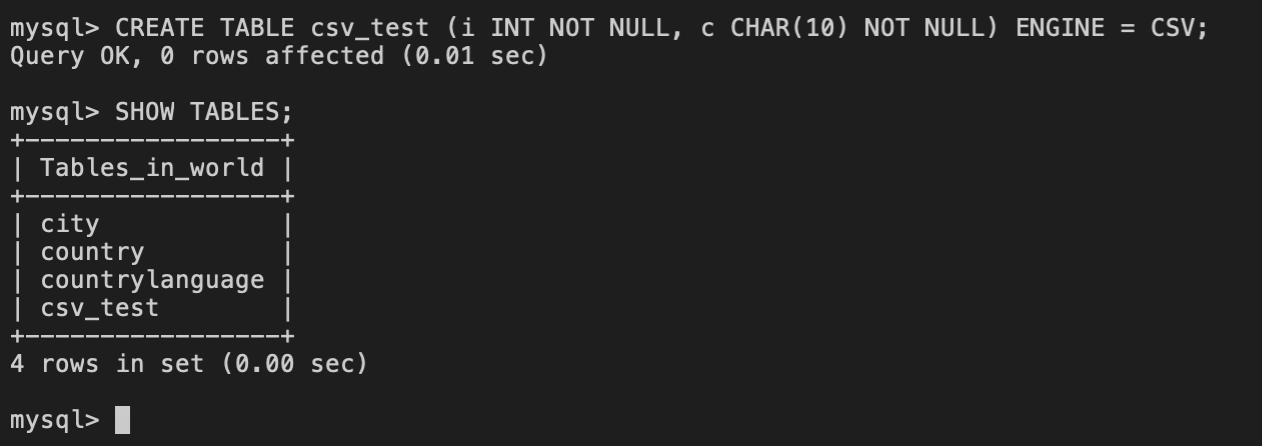 mysql> CREATE TABLE csv_test (i INT NOT NULL, c CHAR(10) NOT NULL) ENGINE = CSV;
Query OK, 0 rows affected (0.01 sec)
mysql> SHOW TABLES;
+-----------------+
| Tables_in_world |
+-----------------+
| city            |
| country         |
| countrylanguage |
| csv_test        |
+-----------------+
4 rows in set (0.00 sec)
mysql>